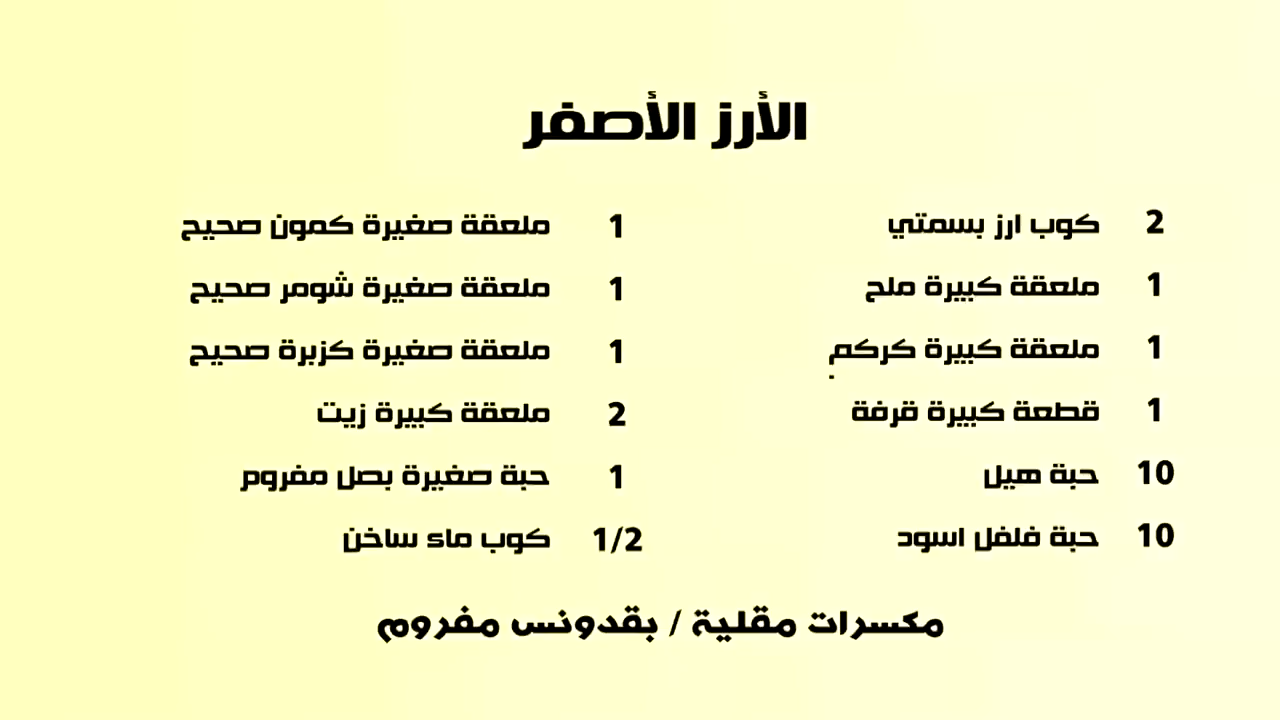 الأرز الأصفر
2 كوب ارز بسمتي
1 ملعقة كبيرة ملح
1 ملعقة كبيرة كركم
1 قطعة كبيرة قرفة
10 حبة هيل
10 حبة فلفل اسود
1 ملعقة صغيرة كمون صحيح
1 ملعقة صغيرة شومر صحيح
1 ملعقة صغيرة كزبرة صحيح
2 ملعقة كبيرة زيت
1 حبة صغيرة بصل مفروم
1/2 كوب ماء ساخن
مكسرات مقلية / بقدونس مفروم